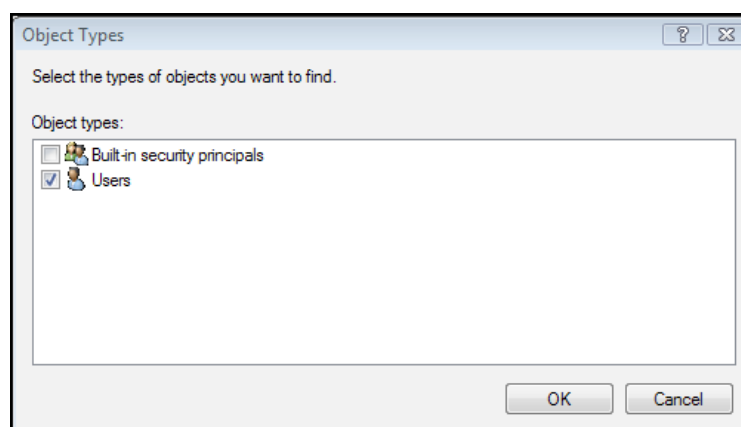 Object Types
Select the types of objects you want to find.
Object types:
Built-in security principals
Users
OK Cancel